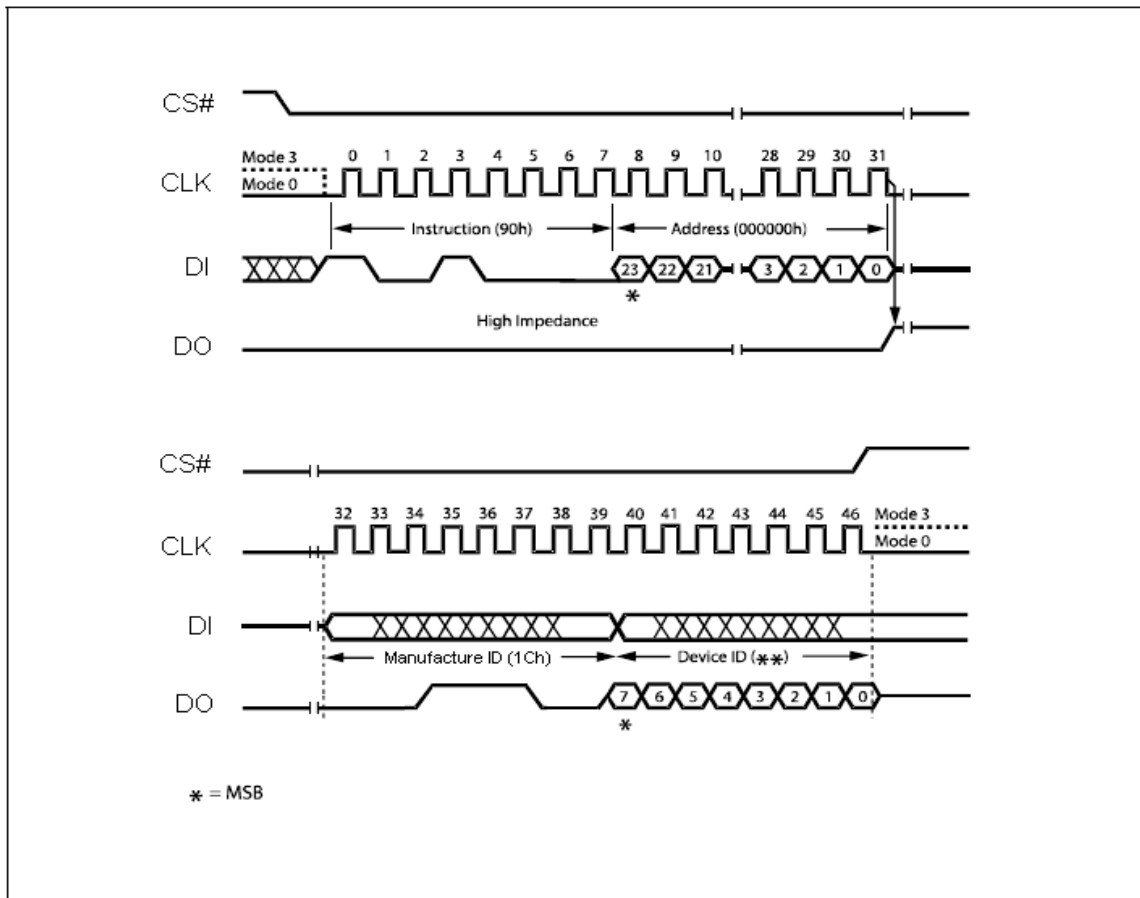 CS#
Mode 3
0 1 2 3 4 5 6 7 8 9 10 28 29 30 31
CLK
Mode 0
Instruction (90h) Address (000000h)
DI
23 22 21 3 2 1 0
*
High Impedance
DO
CS#
32 33 34 35 36 37 38 39 40 41 42 43 44 45 46
Mode 3
CLK
Mode 0
DI
Manufacture ID (1Ch) Device ID (**)
DO
7 6 5 4 3 2 1 0
*
* = MSB